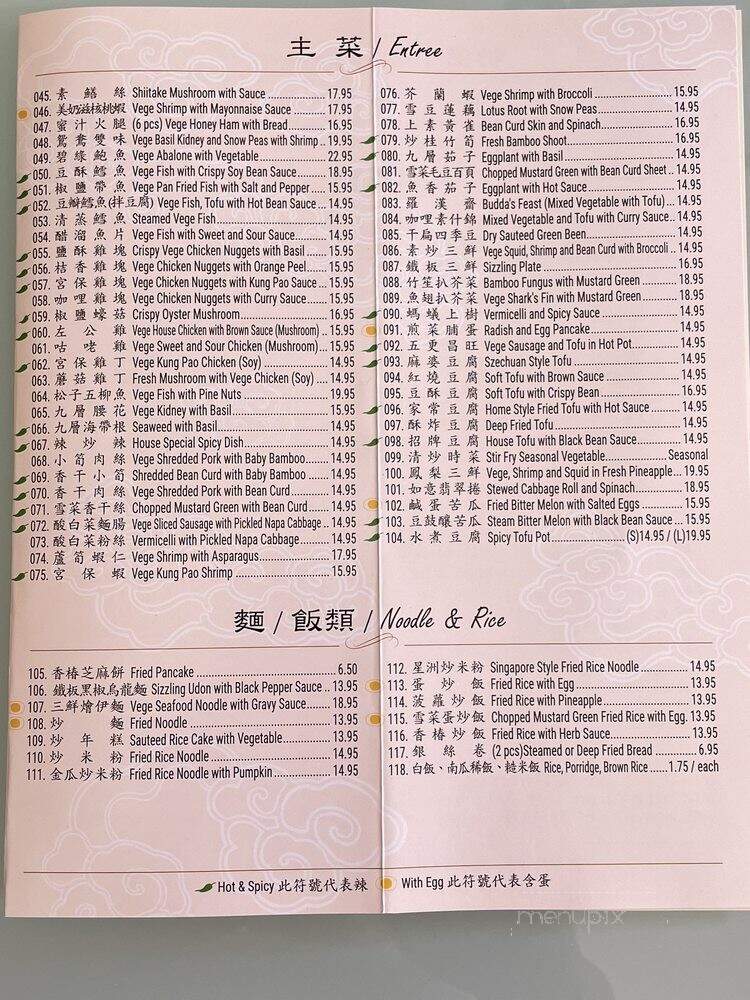 主菜 / Entree
045. 素鱔絲 Shiitake Mushroom with Sauce ........ 17.95
046. 美奶滋核桃蝦 Vege Shrimp with Mayonnaise Sauce ........ 17.95
047. 蜜汁火腿 (6 pcs) Vege Honey Ham with Bread ........ 16.95
048. 鴛鴦雙味 Vege Basil Kidney and Snow Peas with Shrimp .. 19.95
049. 碧綠鮑魚 Vege Abalone with Vegetable ........ 22.95
050. 豆酥鱈魚 Vege Fish with Crispy Soy Bean Sauce ........ 18.95
051. 椒鹽帶魚 Vege Pan Fried Fish with Salt and Pepper .... 15.95
052. 豆瓣鱈魚(拌豆腐) Vege Fish, Tofu with Hot Bean Sauce ... 14.95
053. 清蒸鱈魚 Steamed Vege Fish ........ 14.95
054. 醋溜魚片 Vege Fish with Sweet and Sour Sauce ........ 14.95
055. 酥鹽雞塊 Crispy Vege Chicken Nuggets with Basil ...... 15.95
056. 桔香雞塊 Vege Chicken Nuggets with Orange Peel ...... 15.95
057. 宮保雞塊 Vege Chicken Nuggets with Kung Pao Sauce ... 15.95
058. 咖哩雞塊 Vege Chicken Nuggets with Curry Sauce ...... 15.95
059. 椒鹽蠔菇 Crispy Oyster Mushroom ........ 16.95
060. 左公雞 Vege House Chicken with Brown Sauce (Mushroom) .. 15.95
061. 咕咾雞 Vege Sweet and Sour Chicken (Mushroom) ... 15.95
062. 宮保雞丁 Vege Kung Pao Chicken (Soy) ........ 14.95
063. 蘑菇雞丁 Fresh Mushroom with Vege Chicken (Soy) .... 14.95
064. 松子五柳魚 Vege Fish with Pine Nuts ........ 19.95
065. 九層腰花 Vege Kidney with Basil ........ 15.95
066. 九層海帶根 Seaweed with Basil ........ 14.95
067. 辣炒辣 House Special Spicy Dish ........ 14.95
068. 小筍肉絲 Vege Shredded Pork with Baby Bamboo ........ 14.95
069. 香干小筍 Shredded Bean Curd with Baby Bamboo ....... 14.95
070. 香干肉絲 Vege Shredded Pork with Bean Curd ........ 14.95
071. 雪菜香干絲 Chopped Mustard Green with Bean Curd ...... 14.95
072. 酸白菜麵腸 Vege Sliced Sausage with Pickled Napa Cabbage .. 14.95
073. 酸白菜粉絲 Vermicelli with Pickled Napa Cabbage ........ 14.95
074. 蘆筍蝦仁 Vege Shrimp with Asparagus ........ 17.95
075. 宮保蝦 Vege Kung Pao Shrimp ........ 15.95
076. 芥蘭蝦 Vege Shrimp with Broccoli ........ 15.95
077. 雪豆蓮藕 Lotus Root with Snow Peas ........ 14.95
078. 上素黃雀 Bean Curd Skin and Spinach ........ 16.95
079. 炒桂竹筍 Fresh Bamboo Shoot ........ 16.95
080. 九層茄子 Eggplant with Basil ........ 14.95
081. 雪菜毛豆百頁 Chopped Mustard Green with Bean Curd Sheet .. 14.95
082. 魚香茄子 Eggplant with Hot Sauce ........ 14.95
083. 羅漢齋 Budda's Feast (Mixed Vegetable with Tofu) ... 14.95
084. 咖哩素什錦 Mixed Vegetable and Tofu with Curry Sauce .. 14.95
085. 干扁四季豆 Dry Sauteed Green Been ........ 14.95
086. 素炒三鮮 Vege Squid, Shrimp and Bean Curd with Broccoli .. 14.95
087. 鐵板三鮮 Sizzling Plate ........ 16.95
088. 竹笙扒芥菜 Bamboo Fungus with Mustard Green ........ 18.95
089. 魚翅扒芥菜 Vege Shark's Fin with Mustard Green ........ 18.95
090. 螞蟻上樹 Vermicelli and Spicy Sauce ........ 14.95
091. 煎菜脯蛋 Radish and Egg Pancake ........ 14.95
092. 五更昌旺 Vege Sausage and Tofu in Hot Pot ........ 14.95
093. 麻婆豆腐 Szechuan Style Tofu ........ 14.95
094. 紅燒豆腐 Soft Tofu with Brown Sauce ........ 14.95
095. 豆酥豆腐 Soft Tofu with Crispy Bean ........ 16.95
096. 家常豆腐 Home Style Fried Tofu with Hot Sauce ........ 14.95
097. 酥炸豆腐 Deep Fried Tofu ........ 14.95
098. 招牌豆腐 House Tofu with Black Bean Sauce ........ 14.95
099. 清炒時菜 Stir Fry Seasonal Vegetable ........ Seasonal
100. 鳳梨三鮮 Vege, Shrimp and Squid in Fresh Pineapple ... 19.95
101. 如意翡翠捲 Stewed Cabbage Roll and Spinach ........ 18.95
102. 鹹蛋苦瓜 Fried Bitter Melon with Salted Eggs ........ 15.95
103. 豆鼓釀苦瓜 Steam Bitter Melon with Black Bean Sauce ... 15.95
104. 水煮豆腐 Spicy Tofu Pot ........ (S)14.95 / (L)19.95
麵 / 飯類 / Noodle & Rice
105. 香椿芝麻餅 Fried Pancake ........ 6.50
106. 鐵板黑椒烏龍麵 Sizzling Udon with Black Pepper Sauce .. 13.95
107. 三鮮燴伊麵 Vege Seafood Noodle with Gravy Sauce ....... 18.95
108. 炒麵 Fried Noodle ........ 13.95
109. 炒年糕 Sauteed Rice Cake with Vegetable ........ 13.95
110. 炒米粉 Fried Rice Noodle ........ 14.95
111. 金瓜炒米粉 Fried Rice Noodle with Pumpkin ........ 14.95
112. 星洲炒米粉 Singapore Style Fried Rice Noodle ........ 14.95
113. 蛋炒飯 Fried Rice with Egg ........ 13.95
114. 菠蘿炒飯 Fried Rice with Pineapple ........ 13.95
115. 雪菜蛋炒飯 Chopped Mustard Green Fried Rice with Egg. 13.95
116. 香椿炒飯 Fried Rice with Herb Sauce ........ 13.95
117. 銀絲卷 (2 pcs)Steamed or Deep Fried Bread ........ 6.95
118. 白飯、南瓜稀飯、糙米飯 Rice, Porridge, Brown Rice ...... 1.75 / each
Hot & Spicy 此符號代表辣 With Egg 此符號代表含蛋
menupix